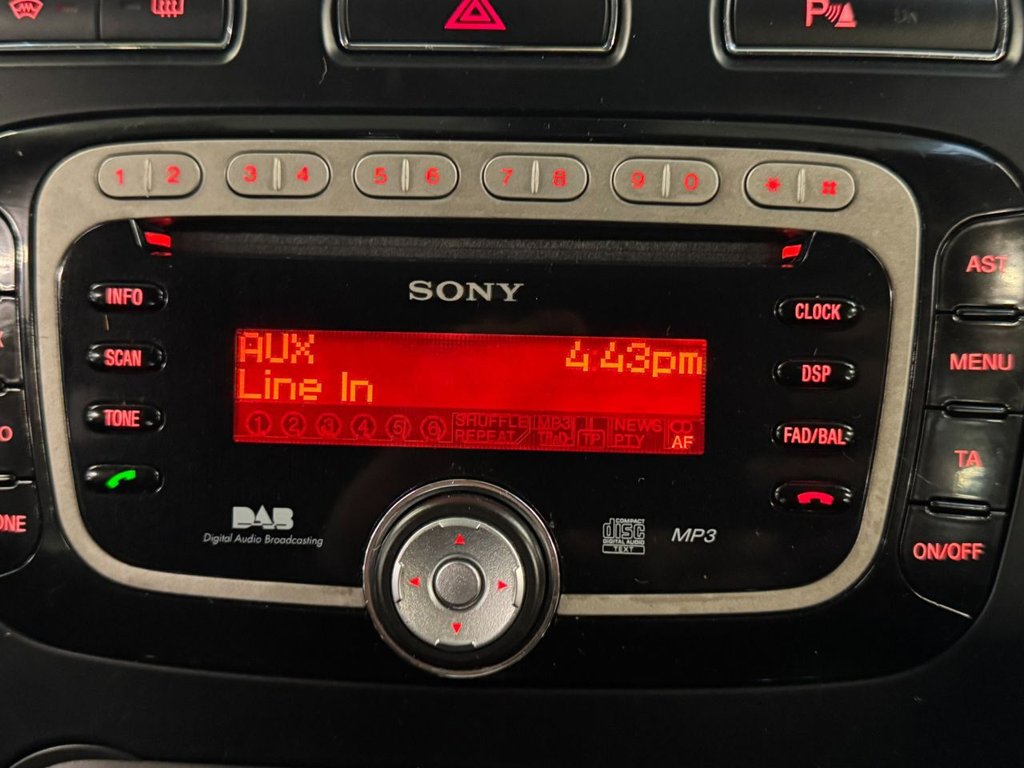 P
ON
1 2 3 4 5 6 7 8 9 0
SONY
INFO
SCAN
TONE
AUX 4:43pm
Line In
1 2 3 4 5 6 SHUFFLE MP3 NEWS
REPEAT TP PTY AF
CLOCK
DSP
FAD/BAL
AST
MENU
TA
ON/OFF
DAB
Digital Audio Broadcasting
COMPACT
disc
DIGITAL AUDIO
TEXT
MP3